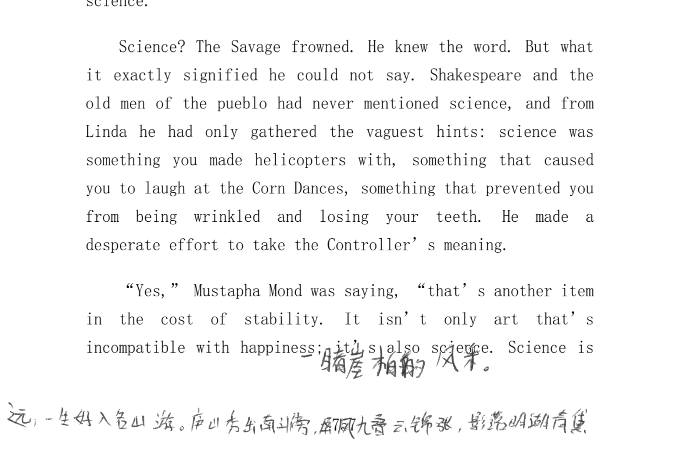 science.
Science? The Savage frowned. He knew the word. But what
it exactly signified he could not say. Shakespeare and the
old men of the pueblo had never mentioned science, and from
Linda he had only gathered the vaguest hints: science was
something you made helicopters with, something that caused
you to laugh at the Corn Dances, something that prevented you
from being wrinkled and losing your teeth. He made a
desperate effort to take the Controller’s meaning.
“Yes,” Mustapha Mond was saying, “that’s another item
in the cost of stability. It isn’t only art that’s
incompatible with happiness; it’s also science. Science is
一睹崖柏的风采。
远,一生好入名山游。庐山秀出南斗旁,屏风九叠云锦张,影落明湖青黛